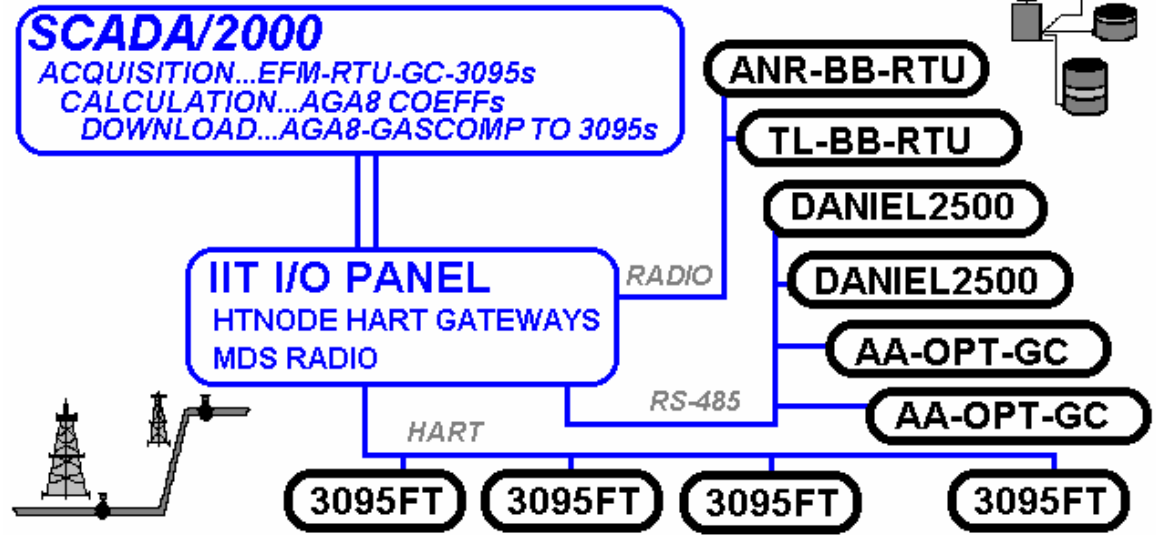 SCADA/2000
ACQUISITION...EFM-RTU-GC-3095s
CALCULATION...AGA8 COEFFs
DOWNLOAD...AGA8-GASCOMP TO 3095s
ANR-BB-RTU
TL-BB-RTU
DANIEL2500
DANIEL2500
AA-OPT-GC
AA-OPT-GC
IIT I/O PANEL
HTNODE HART GATEWAYS
MDS RADIO
RADIO
RS-485
HART
3095FT
3095FT
3095FT
3095FT